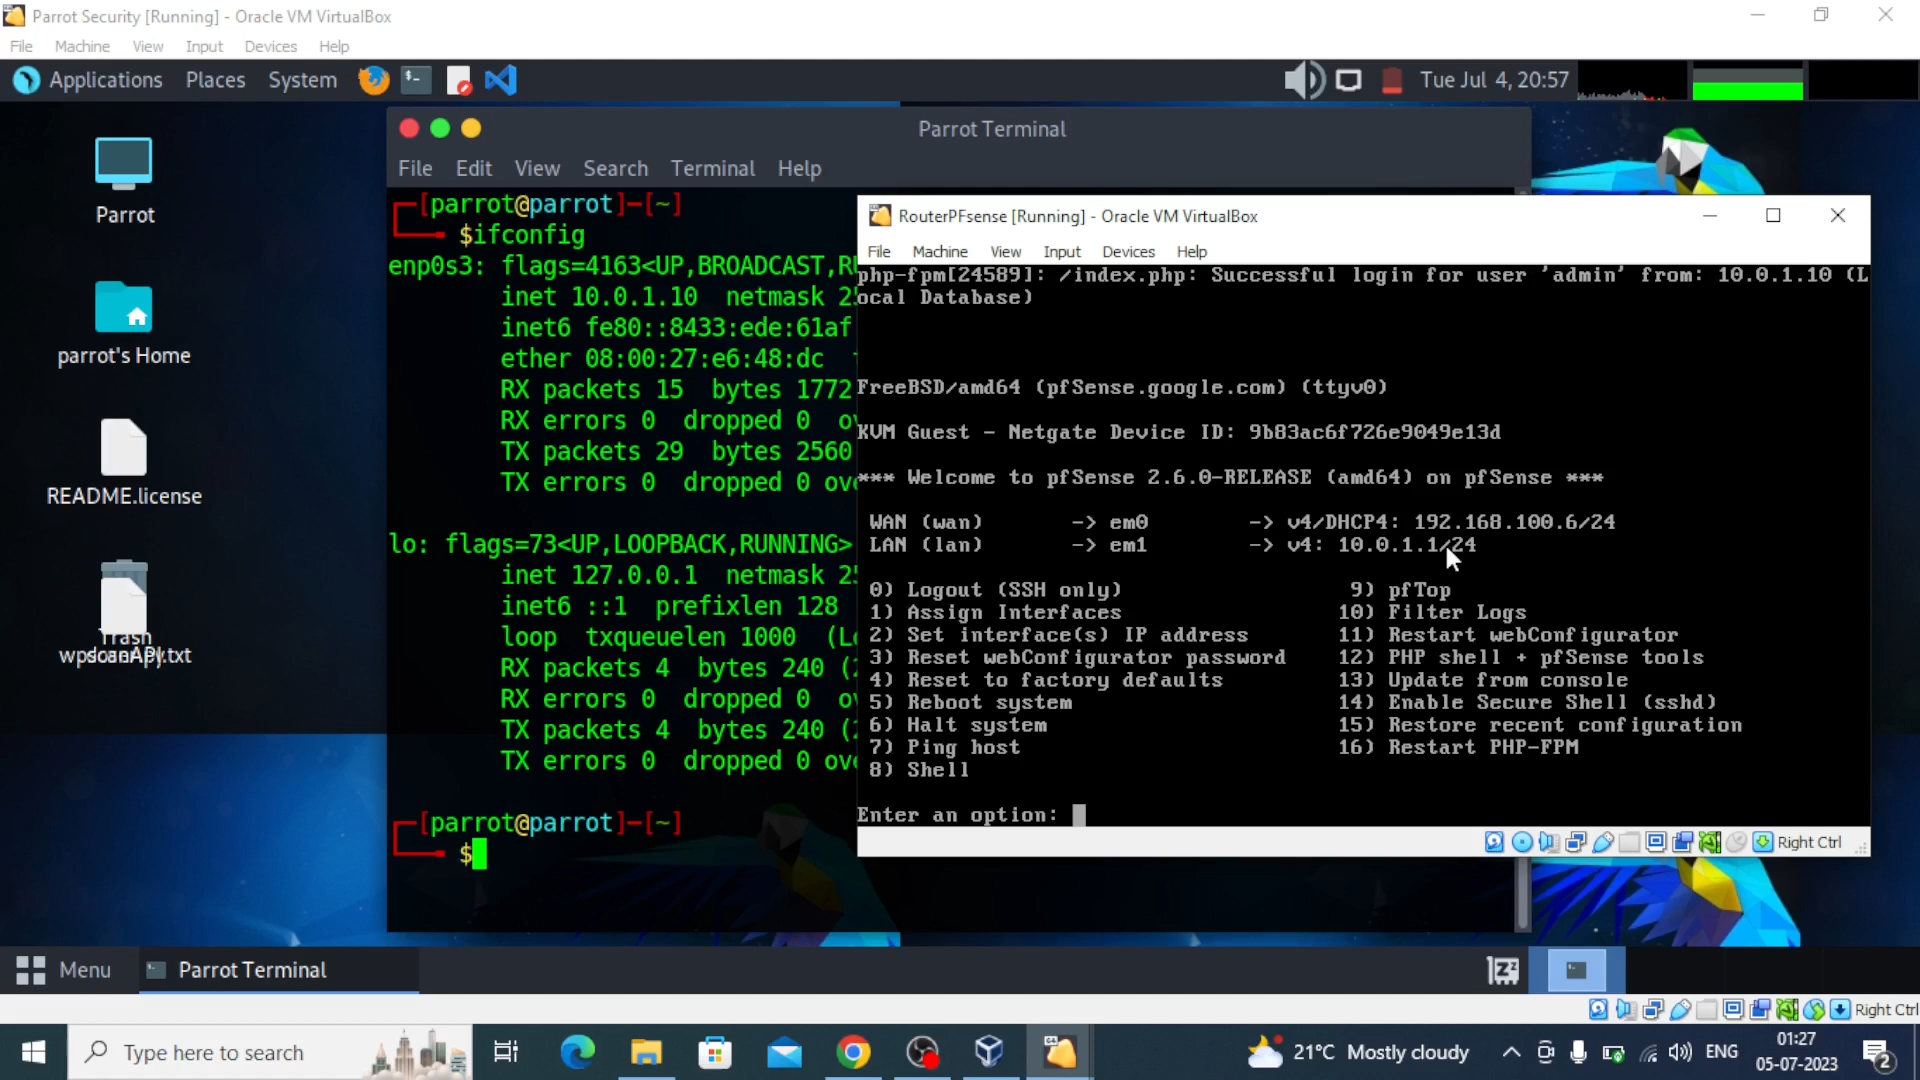 Parrot Security [Running] - Oracle VM VirtualBox
File Machine View Input Devices Help
Applications Places System
Tue Jul 4, 20:57
Parrot
parrot's Home
README.license
Trash
Parrot Terminal
File Edit View Search Terminal Help
[parrot@parrot]-[~]
$ifconfig
enp0s3: flags=4163<UP,BROADCAST,RU
inet 10.0.1.10 netmask 25
inet6 fe80::8433:ede:61af
ether 08:00:27:e6:48:dc
RX packets 15 bytes 1772
RX errors 0 dropped 0 ov
TX packets 29 bytes 2560
TX errors 0 dropped 0 ove
lo: flags=73<UP,LOOPBACK,RUNNING>
inet 127.0.0.1 netmask 25
inet6 ::1 prefixlen 128
loop txqueuelen 1000 (Lo
RX packets 4 bytes 240 (2
RX errors 0 dropped 0 ov
TX packets 4 bytes 240 (2
TX errors 0 dropped 0 ove
[parrot@parrot]-[~]
$
RouterPFsense [Running] - Oracle VM VirtualBox
File Machine View Input Devices Help
php-fpm[24589]: /index.php: Successful login for user 'admin' from: 10.0.1.10 (L
ocal Database)
FreeBSD/amd64 (pfSense.google.com) (ttyv0)
KVM Guest - Netgate Device ID: 9b83ac6f726e9049e13d
*** Welcome to pfSense 2.6.0-RELEASE (amd64) on pfSense ***
WAN (wan) -> em0 -> v4/DHCP4: 192.168.100.6/24
LAN (lan) -> em1 -> v4: 10.0.1.1/24
0) Logout (SSH only) 9) pfTop
1) Assign Interfaces 10) Filter Logs
2) Set interface(s) IP address 11) Restart webConfigurator
3) Reset webConfigurator password 12) PHP shell + pfSense tools
4) Reset to factory defaults 13) Update from console
5) Reboot system 14) Enable Secure Shell (sshd)
6) Halt system 15) Restore recent configuration
7) Ping host 16) Restart PHP-FPM
8) Shell
Enter an option:
Right Ctrl
Menu Parrot Terminal
Right Ctrl
Type here to search
21°C Mostly cloudy
ENG
01:27
05-07-2023
2